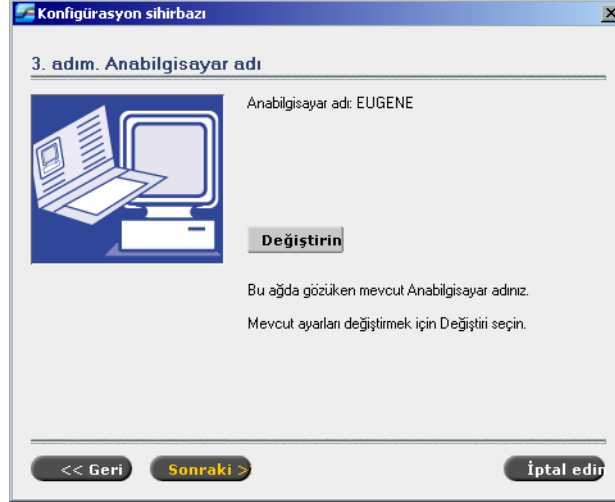 Konfigürasyon sihirbazı
3. adım. Anabilgisayar adı
Anabilgisayar adı: EUGENE
Değiştirin
Bu ağda gözüken mevcut Anabilgisayar adınız.
Mevcut ayarları değiştirmek için Değiştiri seçin.
<< Geri
Sonraki >
İptal edin